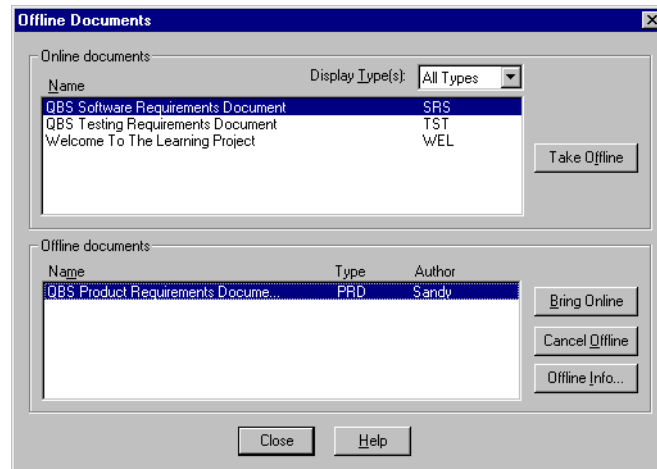 Offline Documents
Online documents
Display Type(s): All Types
Name
QBS Software Requirements Document SRS
QBS Testing Requirements Document TST
Welcome To The Learning Project WEL
Take Offline
Offline documents
Name Type Author
QBS Product Requirements Docume... PRD Sandy
Bring Online
Cancel Offline
Offline Info...
Close Help